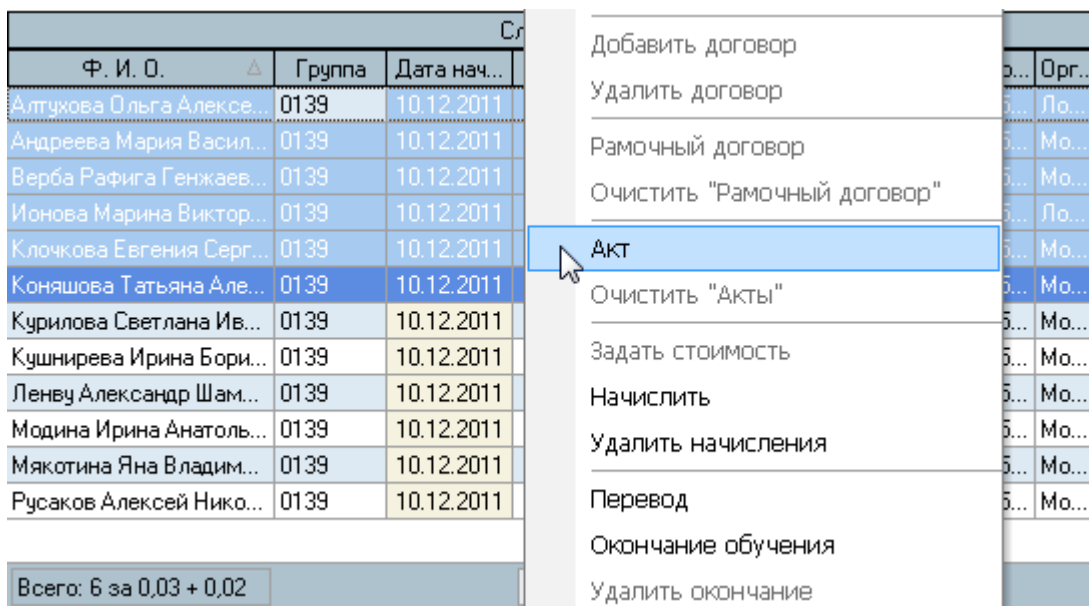 Сл
Ф. И. О. Группа Дата нач... Орг...
Алтухова Ольга Алексе... 0139 10.12.2011 Ло...
Андреева Мария Васил... 0139 10.12.2011 Мо...
Верба Рафига Генжаев... 0139 10.12.2011 Мо...
Ионова Марина Виктор... 0139 10.12.2011 Ло...
Клочкова Евгения Серг... 0139 10.12.2011 Мо...
Коняшова Татьяна Але... 0139 10.12.2011 Мо...
Курилова Светлана Ив... 0139 10.12.2011 Мо...
Кушнирева Ирина Бори... 0139 10.12.2011 Мо...
Ленву Александр Шам... 0139 10.12.2011 Мо...
Модина Ирина Анатоль... 0139 10.12.2011 Мо...
Мякотина Яна Владим... 0139 10.12.2011 Мо...
Русаков Алексей Нико... 0139 10.12.2011 Мо...
Всего: 6 за 0,03 + 0,02
Добавить договор
Удалить договор
Рамочный договор
Очистить "Рамочный договор"
Акт
Очистить "Акты"
Задать стоимость
Начислить
Удалить начисления
Перевод
Окончание обучения
Удалить окончание